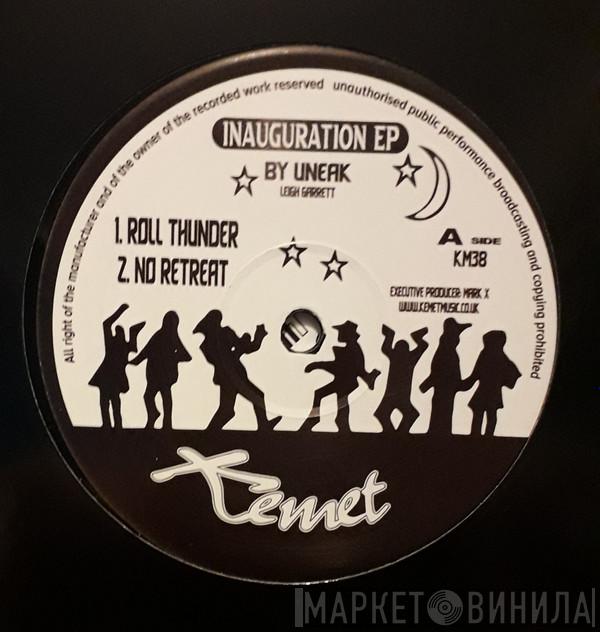 All right of the manufacturer and of the owner of the recorded work reserved unauthorised public performance broadcasting and copying prohibited
INAUGURATION EP
BY UNEAK
LEIGH GARRETT
1. ROLL THUNDER
2. NO RETREAT
A SIDE
KM38
EXECUTIVE PRODUCER: MARK X
WWW.KEMETMUSIC.CO.UK
Kemet
МАРКЕТ ВИНИЛА